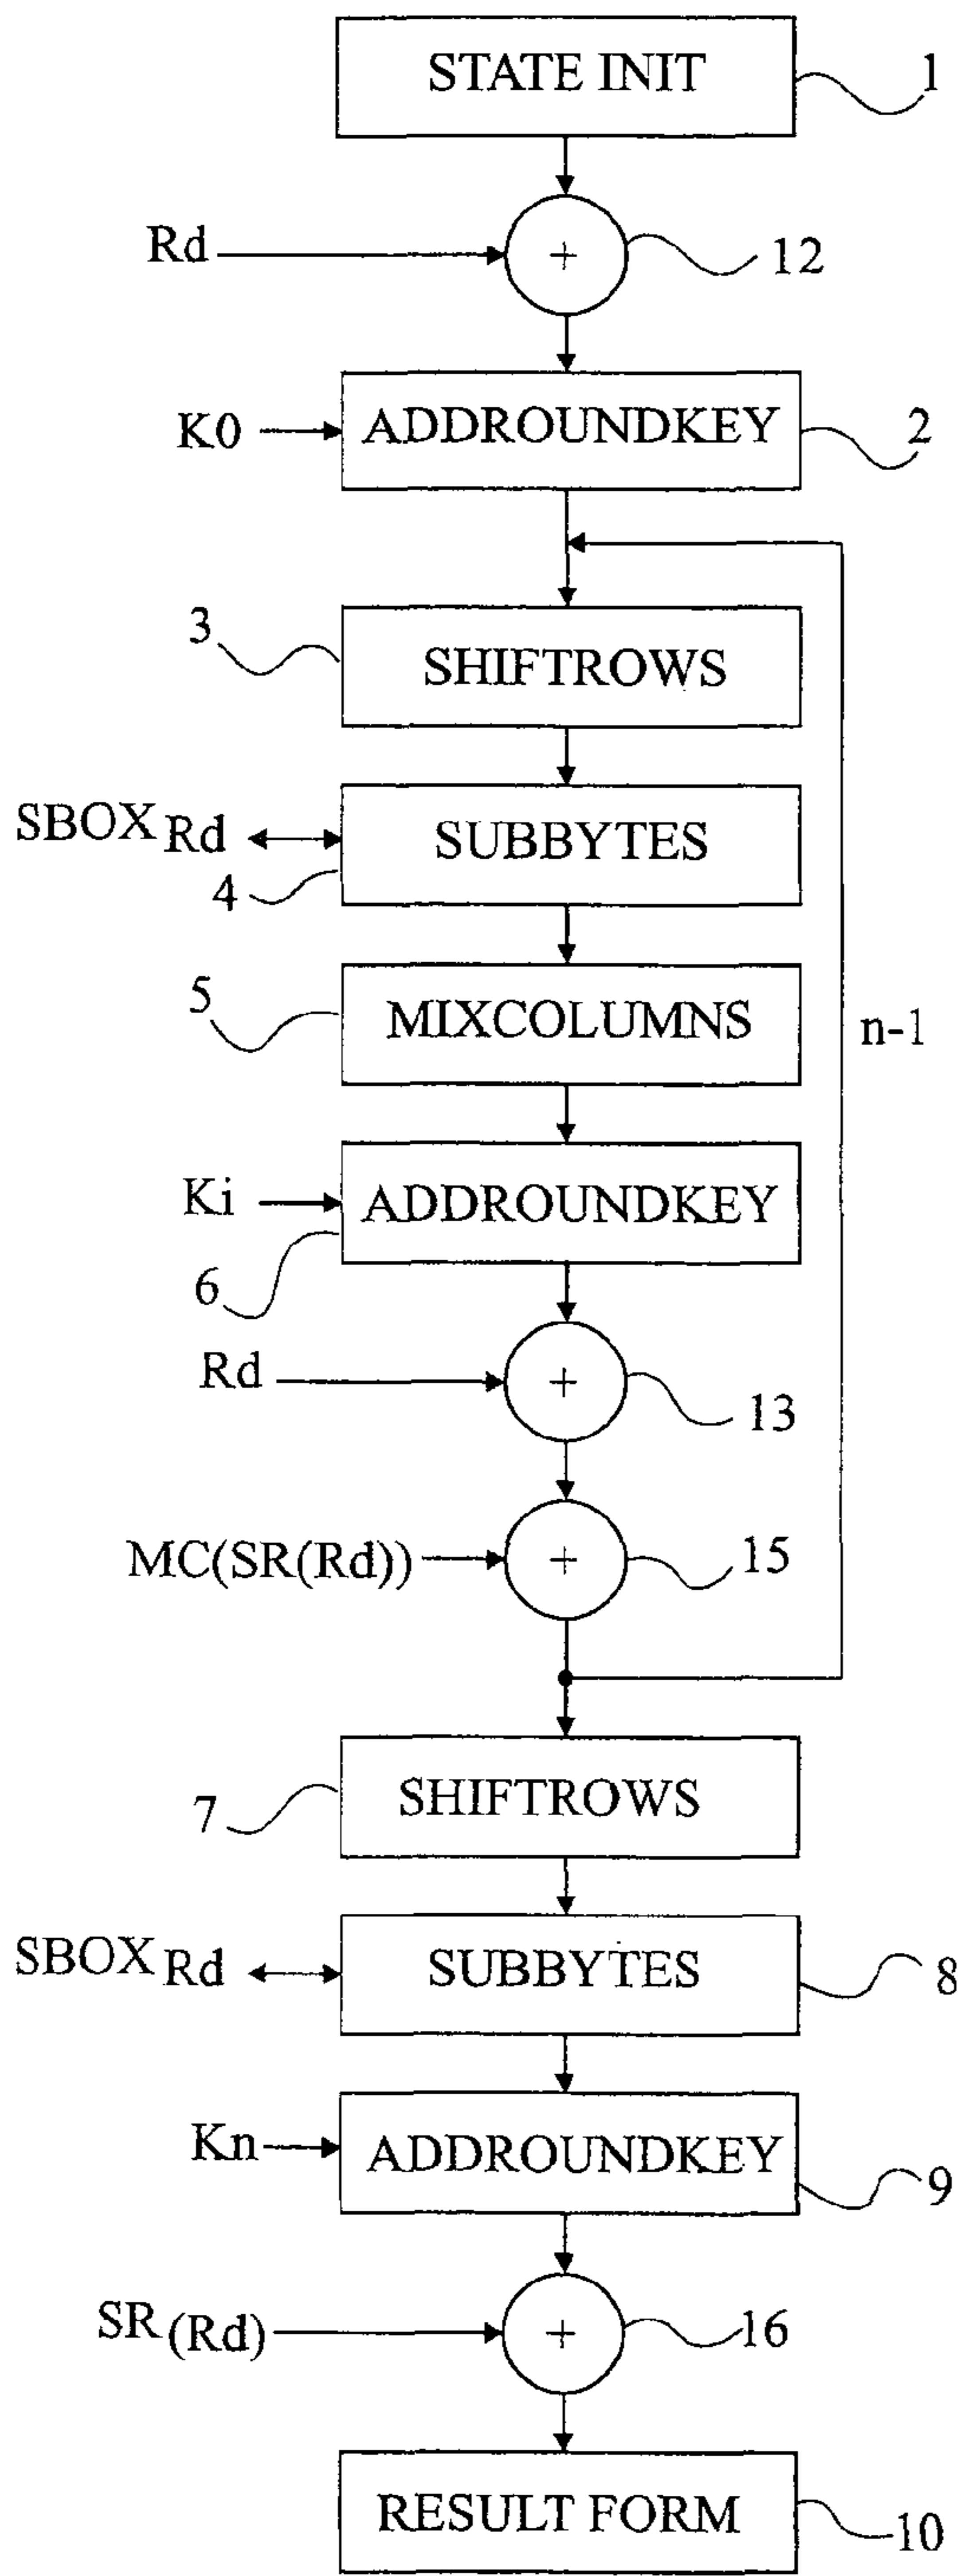 STATE INIT
1
Rd
+
12
K0
ADDROUNDKEY
2
3
SHIFTROWS
SBOX Rd
SUBBYTES
4
5
MIXCOLUMNS
n-1
Ki
ADDROUNDKEY
6
Rd
+
13
MC(SR(Rd))
+
15
7
SHIFTROWS
SBOX Rd
SUBBYTES
8
Kn
ADDROUNDKEY
9
SR(Rd)
+
16
RESULT FORM
10